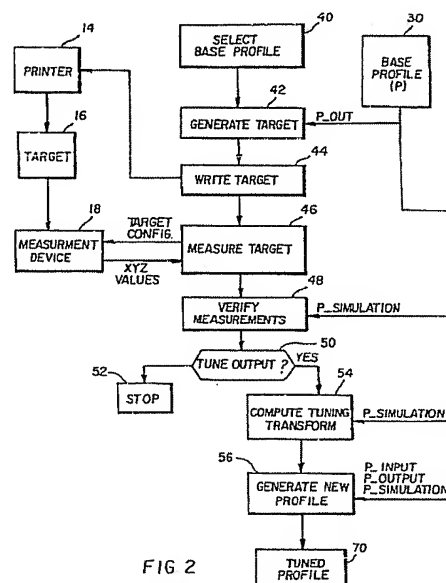 14
40
30
PRINTER
SELECT
BASE PROFILE
BASE
PROFILE
(P)
42
16
P_OUT
GENERATE TARGET
TARGET
44
WRITE TARGET
18
46
TARGET
CONFIG.
MEASURMENT
DEVICE
MEASURE TARGET
XYZ
VALUES
48
VERIFY
MEASUREMENTS
P_SIMULATION
50
TUNE OUTPUT ?
YES
52
54
STOP
COMPUTE TUNING
TRANSFORM
P_SIMULATION
56
P_INPUT
P_OUTPUT
P_SIMULATION
GENERATE NEW
PROFILE
70
TUNED
PROFILE
FIG 2